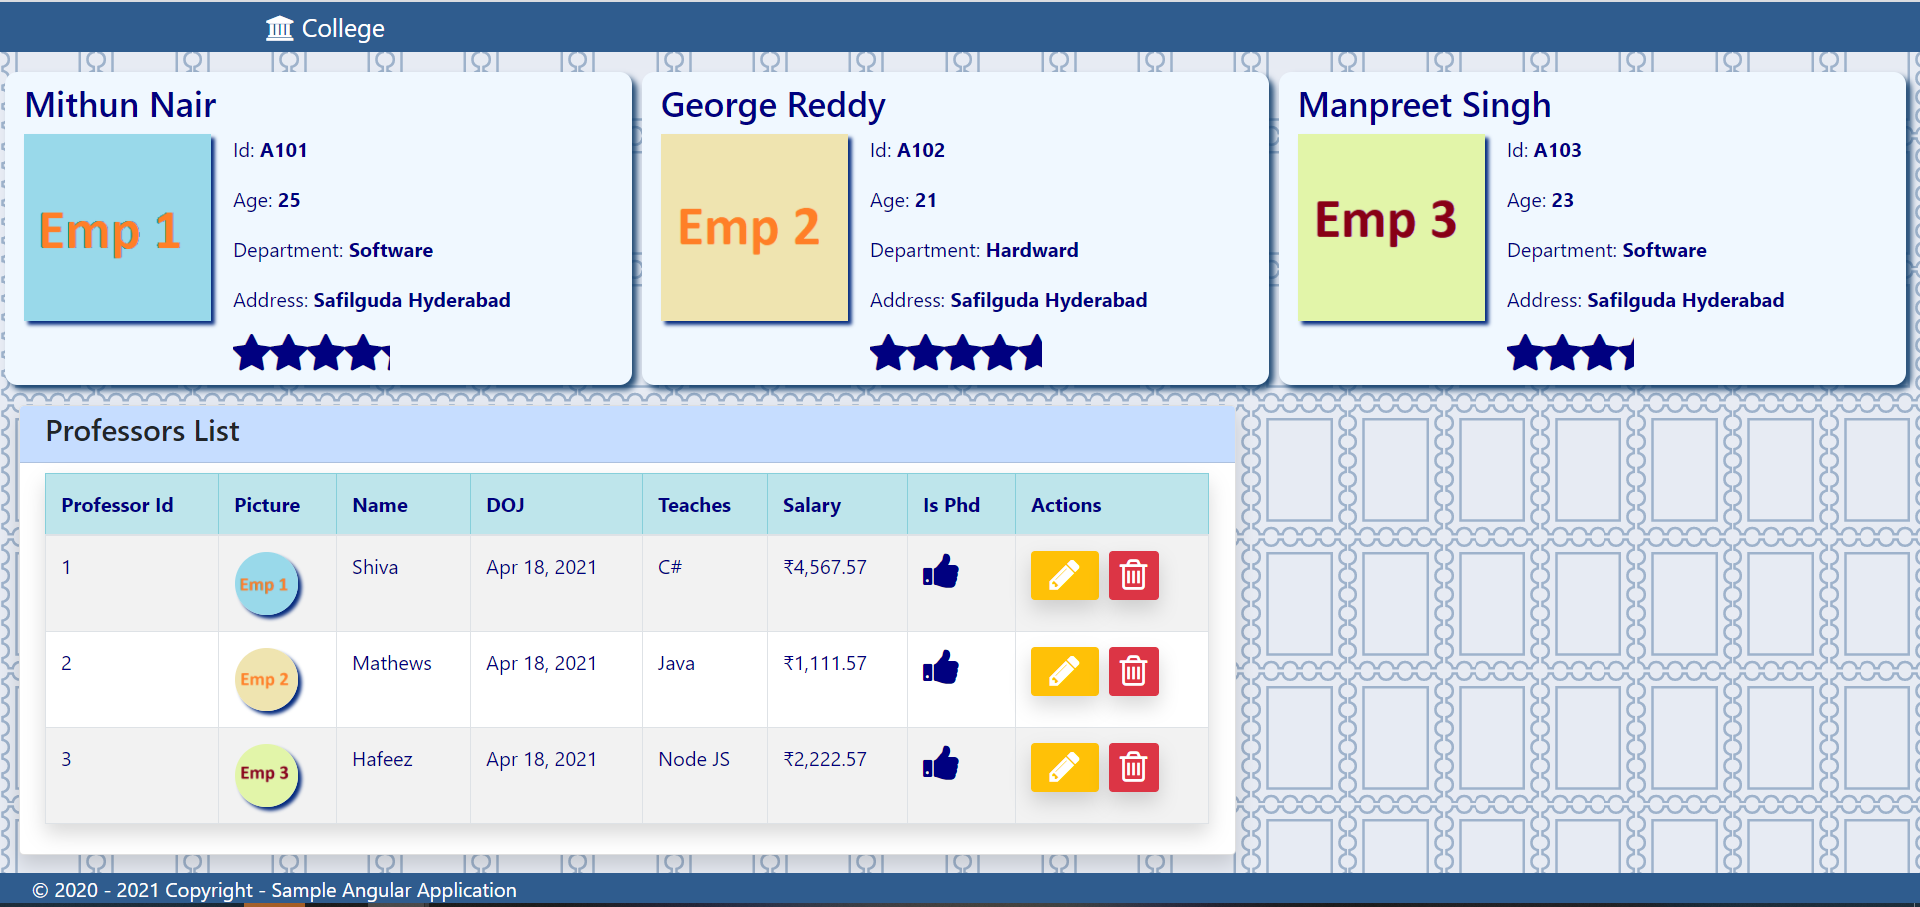 College
Mithun Nair
Emp 1
Id: A101
Age: 25
Department: Software
Address: Safilguda Hyderabad
George Reddy
Emp 2
Id: A102
Age: 21
Department: Hardward
Address: Safilguda Hyderabad
Manpreet Singh
Emp 3
Id: A103
Age: 23
Department: Software
Address: Safilguda Hyderabad
Professors List
Professor Id Picture Name DOJ Teaches Salary Is Phd Actions
1 Emp 1 Shiva Apr 18, 2021 C# ₹4,567.57
2 Emp 2 Mathews Apr 18, 2021 Java ₹1,111.57
3 Emp 3 Hafeez Apr 18, 2021 Node JS ₹2,222.57
© 2020 - 2021 Copyright - Sample Angular Application